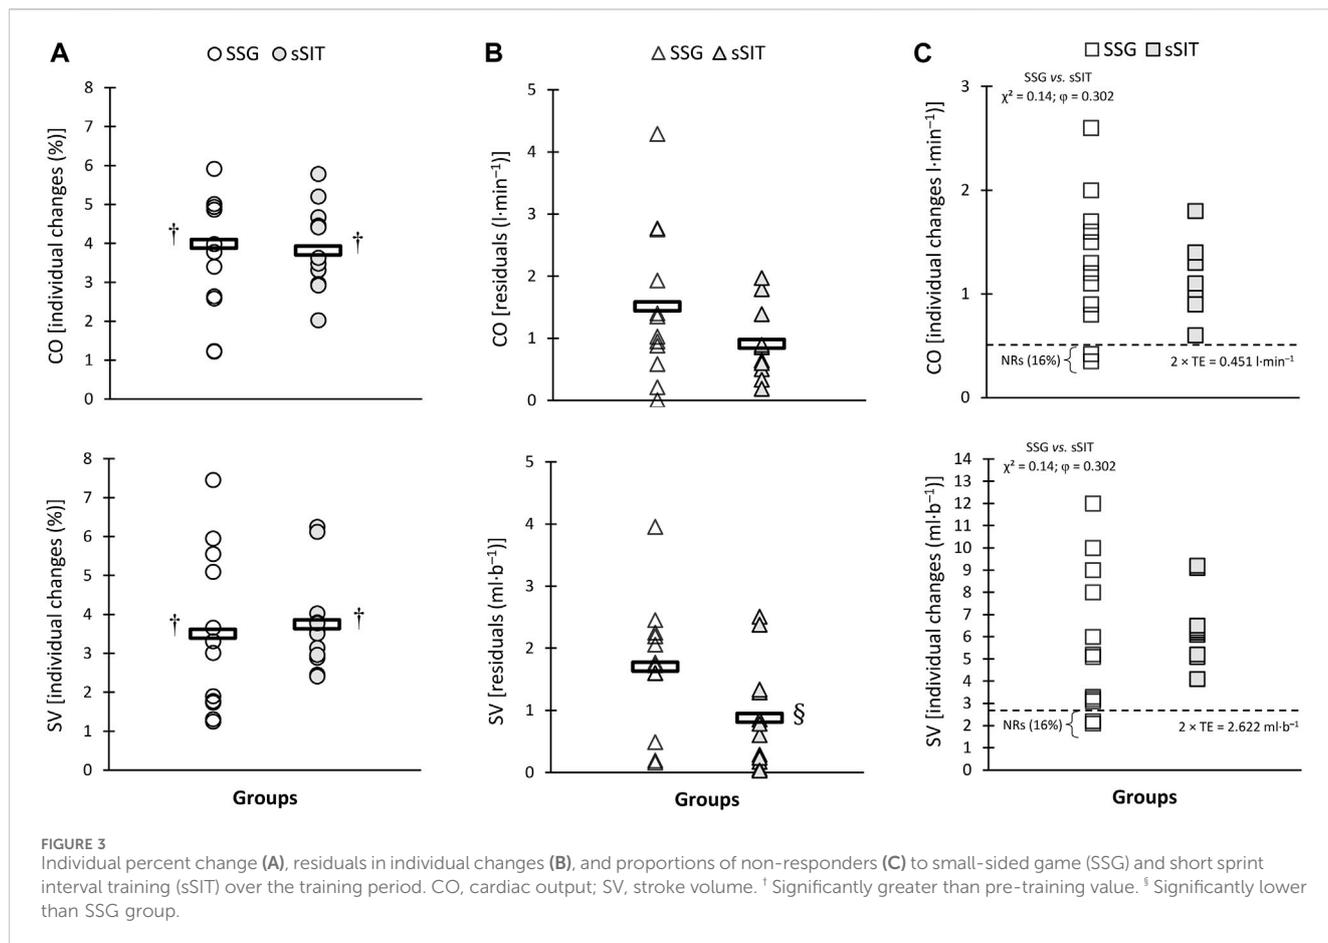 A
SSG sSIT
CO [individual changes (%)]
8
7
6
5
4
3
2
1
0
†
†
B
SSG sSIT
CO [residuals (l·min⁻¹)]
5
4
3
2
1
0
C
SSG sSIT
SSG vs. sSIT
χ² = 0.14; φ = 0.302
CO [individual changes l·min⁻¹)]
3
2
1
0
NRs (16%)
2 × TE = 0.451 l·min⁻¹
SV [individual changes (%)]
8
7
6
5
4
3
2
1
0
†
†
Groups
SV [residuals (ml·b⁻¹)]
5
4
3
2
1
0
§
Groups
SSG vs. sSIT
χ² = 0.14; φ = 0.302
SV [individual changes (ml·b⁻¹)]
14
13
12
11
10
9
8
7
6
5
4
3
2
1
0
NRs (16%)
2 × TE = 2.622 ml·b⁻¹
Groups
FIGURE 3
Individual percent change (A), residuals in individual changes (B), and proportions of non-responders (C) to small-sided game (SSG) and short sprint
interval training (sSIT) over the training period. CO, cardiac output; SV, stroke volume. † Significantly greater than pre-training value. § Significantly lower
than SSG group.